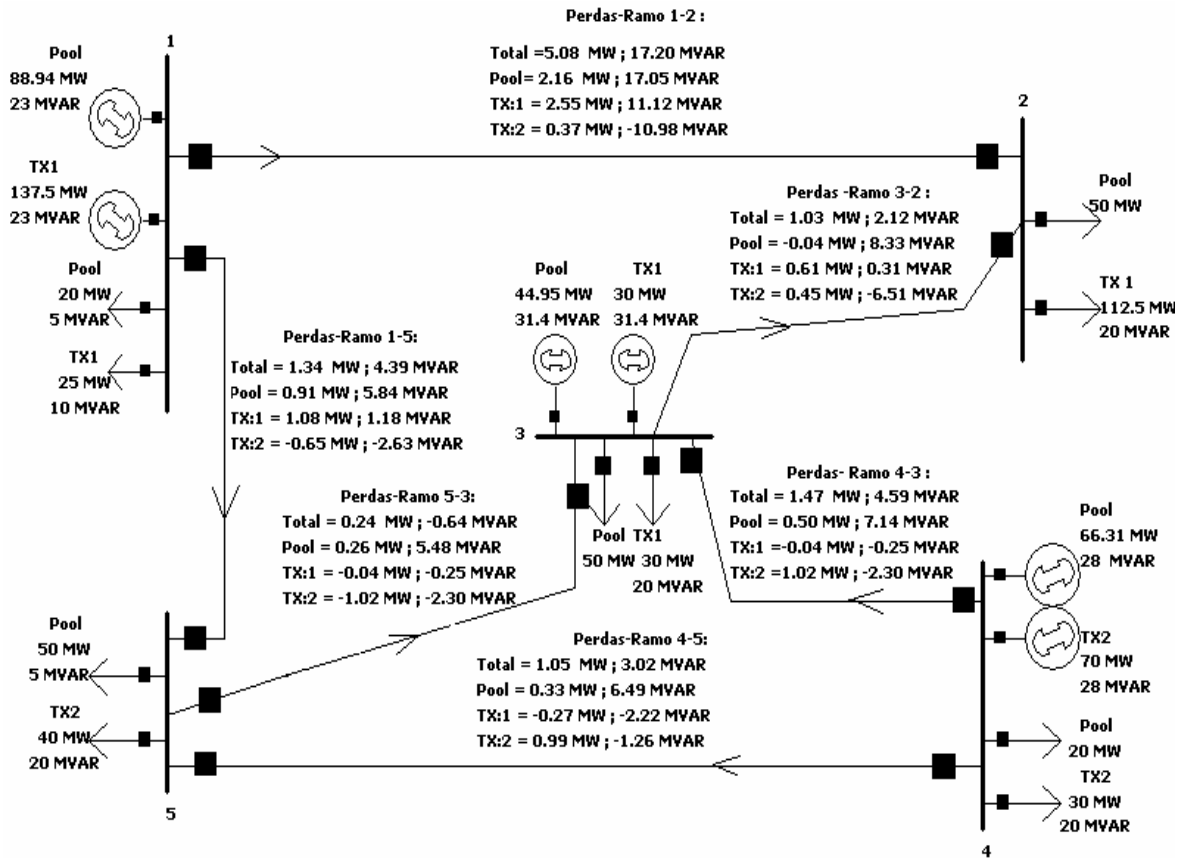 Perdas-Ramo 1-2 :
Total =5.08 MW ; 17.20 MVAR
Pool= 2.16 MW ; 17.05 MVAR
TX:1 = 2.55 MW ; 11.12 MVAR
TX:2 = 0.37 MW ; -10.98 MVAR
1
Pool
88.94 MW
23 MVAR
TX1
137.5 MW
23 MVAR
Pool
20 MW
5 MVAR
TX1
25 MW
10 MVAR
2
Pool
50 MW
TX 1
112.5 MW
20 MVAR
Perdas -Ramo 3-2 :
Total = 1.03 MW ; 2.12 MVAR
Pool = -0.04 MW ; 8.33 MVAR
TX:1 = 0.61 MW ; 0.31 MVAR
TX:2 = 0.45 MW ; -6.51 MVAR
Pool
44.95 MW
31.4 MVAR
TX1
30 MW
31.4 MVAR
Perdas-Ramo 1-5:
Total = 1.34 MW ; 4.39 MVAR
Pool = 0.91 MW ; 5.84 MVAR
TX:1 = 1.08 MW ; 1.18 MVAR
TX:2 = -0.65 MW ; -2.63 MVAR
3
Pool
50 MW
TX1
30 MW
20 MVAR
Perdas-Ramo 5-3:
Total = 0.24 MW ; -0.64 MVAR
Pool = 0.26 MW ; 5.48 MVAR
TX:1 = -0.04 MW ; -0.25 MVAR
TX:2 = -1.02 MW ; -2.30 MVAR
Perdas- Ramo 4-3 :
Total = 1.47 MW ; 4.59 MVAR
Pool = 0.50 MW ; 7.14 MVAR
TX:1 =-0.04 MW ; -0.25 MVAR
TX:2 =1.02 MW ; -2.30 MVAR
Pool
66.31 MW
28 MVAR
TX2
70 MW
28 MVAR
Pool
20 MW
TX2
30 MW
20 MVAR
4
Perdas-Ramo 4-5:
Total = 1.05 MW ; 3.02 MVAR
Pool = 0.33 MW ; 6.49 MVAR
TX:1 = -0.27 MW ; -2.22 MVAR
TX:2 = 0.99 MW ; -1.26 MVAR
Pool
50 MW
5 MVAR
TX2
40 MW
20 MVAR
5